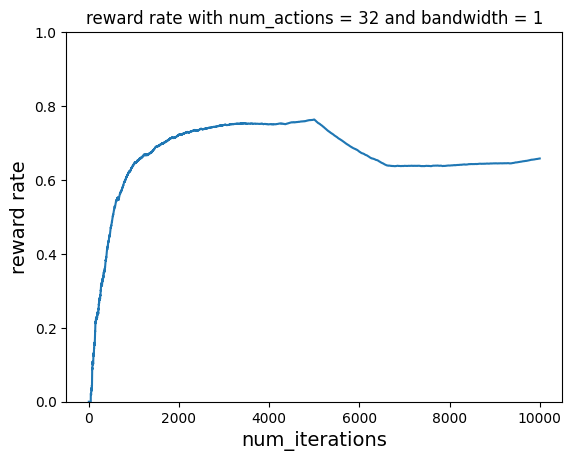 reward rate with num_actions = 32 and bandwidth = 1
1.0
0.8
0.6
0.4
0.2
0.0
reward rate
0 2000 4000 6000 8000 10000
num_iterations